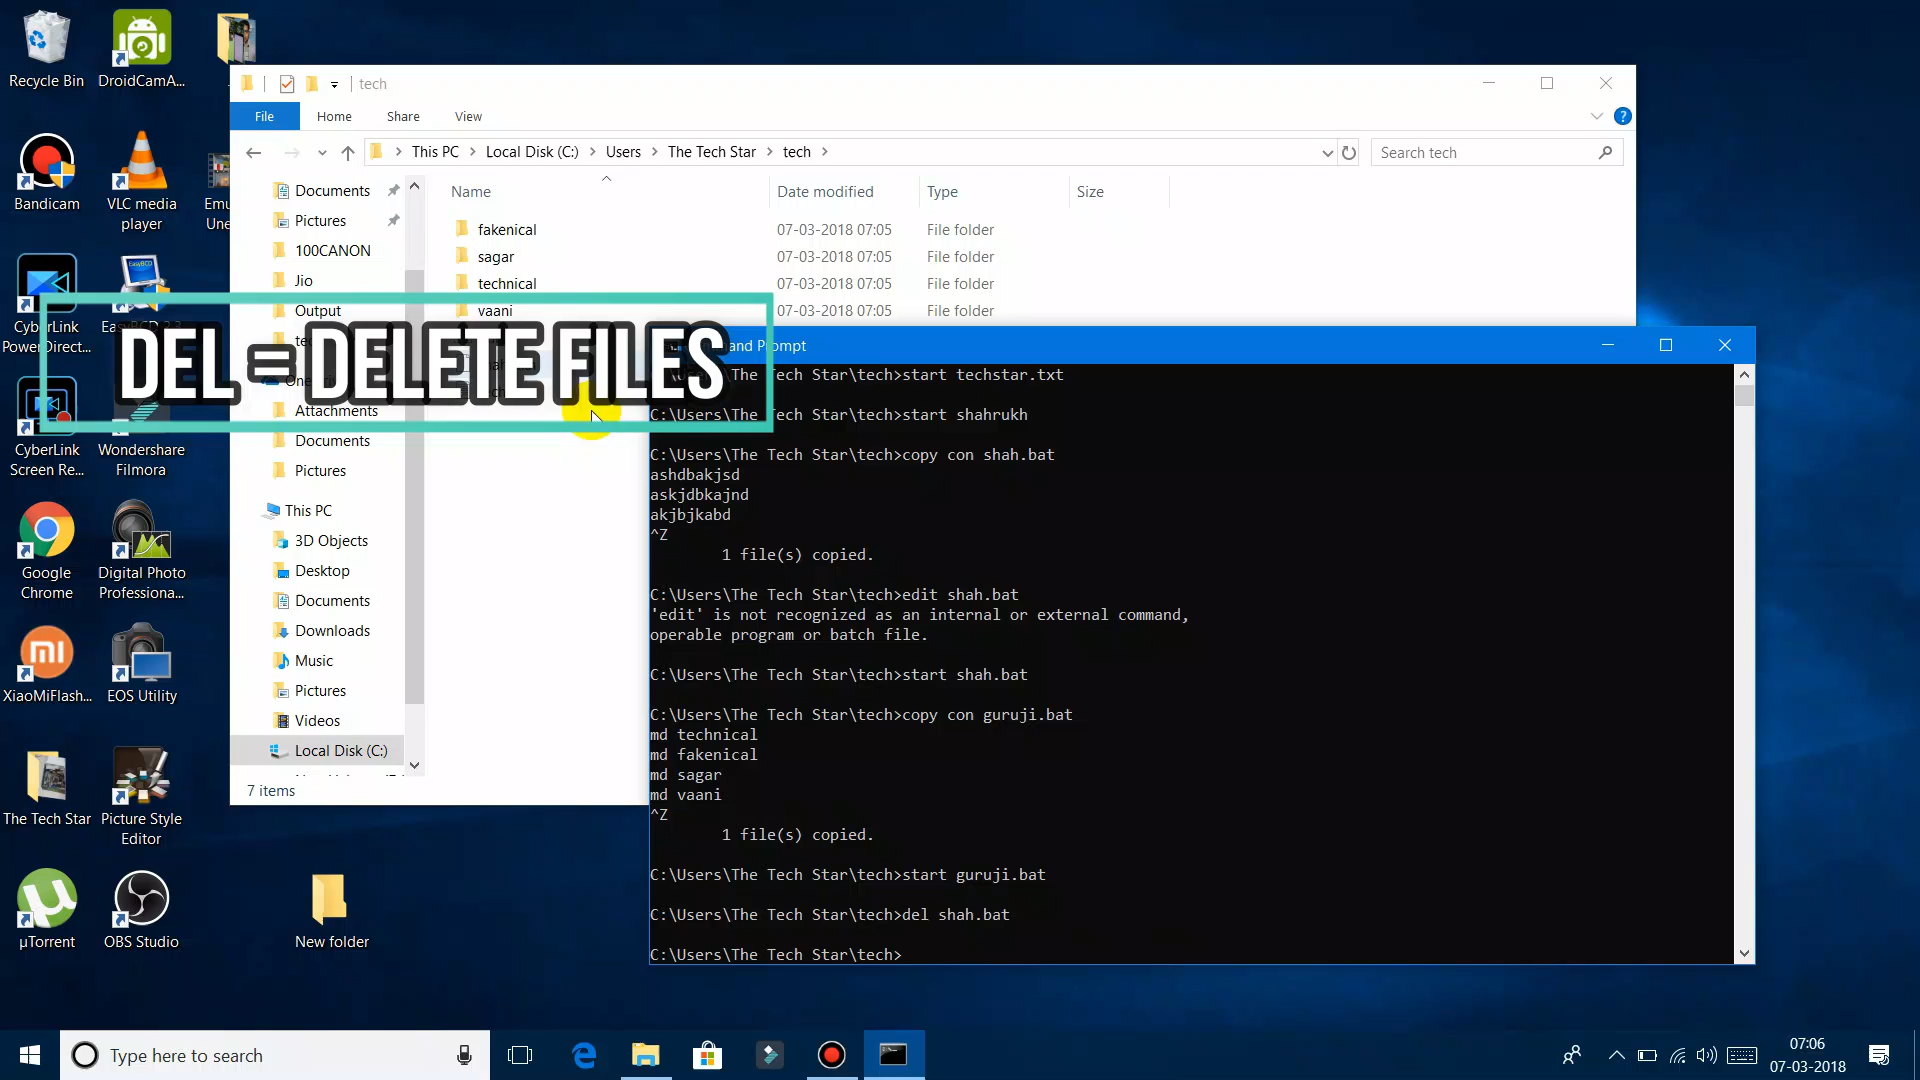 Recycle Bin
DroidCamA...
Bandicam
VLC media
player
Emu
Une
CyberLink
PowerDirect...
CyberLink
Screen Re...
Wondershare
Filmora
Google
Chrome
Digital Photo
Professiona...
XiaoMiFlash...
EOS Utility
The Tech Star
Picture Style
Editor
µTorrent
OBS Studio
New folder
tech
File
Home
Share
View
This PC
Local Disk (C:)
Users
The Tech Star
tech
Search tech
Documents
Pictures
100CANON
Jio
Output
Attachments
Documents
Pictures
This PC
3D Objects
Desktop
Documents
Downloads
Music
Pictures
Videos
Local Disk (C:)
7 items
Name Date modified Type Size
fakenical 07-03-2018 07:05 File folder
sagar 07-03-2018 07:05 File folder
technical 07-03-2018 07:05 File folder
vaani 07-03-2018 07:05 File folder
DEL = DELETE FILES
Prompt
The Tech Star\tech>start techstar.txt
C:\Users\The Tech Star\tech>start shahrukh
C:\Users\The Tech Star\tech>copy con shah.bat
ashdbakjsd
askjdbkajnd
akjbjkabd
^Z
1 file(s) copied.
C:\Users\The Tech Star\tech>edit shah.bat
'edit' is not recognized as an internal or external command,
operable program or batch file.
C:\Users\The Tech Star\tech>start shah.bat
C:\Users\The Tech Star\tech>copy con guruji.bat
md technical
md fakenical
md sagar
md vaani
^Z
1 file(s) copied.
C:\Users\The Tech Star\tech>start guruji.bat
C:\Users\The Tech Star\tech>del shah.bat
C:\Users\The Tech Star\tech>
Type here to search
07:06
07-03-2018